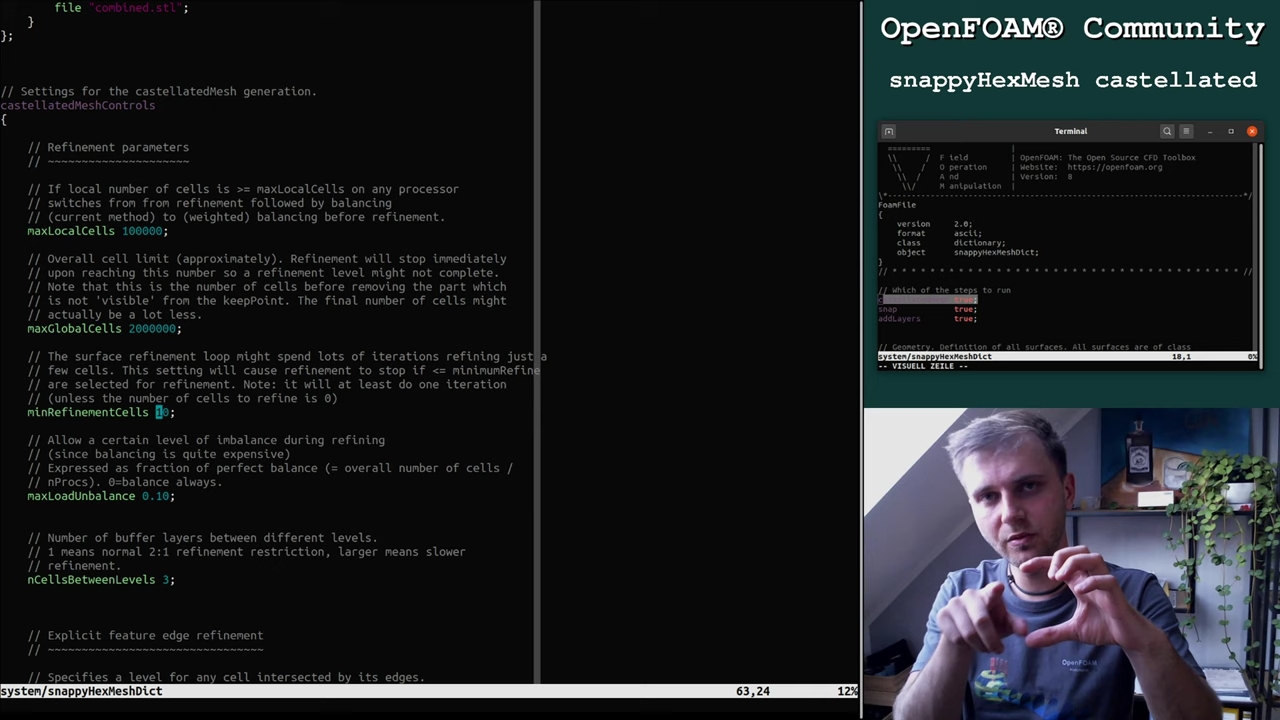 file "combined.stl";
}
};
// Settings for the castellatedMesh generation.
castellatedMeshControls
{
// Refinement parameters
// ~~~~~~~~~~~~~~~~~~~~~
// If local number of cells is >= maxLocalCells on any processor
// switches from from refinement followed by balancing
// (current method) to (weighted) balancing before refinement.
maxLocalCells 100000;
// Overall cell limit (approximately). Refinement will stop immediately
// upon reaching this number so a refinement level might not complete.
// Note that this is the number of cells before removing the part which
// is not 'visible' from the keepPoint. The final number of cells might
// actually be a lot less.
maxGlobalCells 2000000;
// The surface refinement loop might spend lots of iterations refining just a
// few cells. This setting will cause refinement to stop if <= minimumRefine
// are selected for refinement. Note: it will at least do one iteration
// (unless the number of cells to refine is 0)
minRefinementCells 10;
// Allow a certain level of imbalance during refining
// (since balancing is quite expensive)
// Expressed as fraction of perfect balance (= overall number of cells /
// nProcs). 0=balance always.
maxLoadUnbalance 0.10;
// Number of buffer layers between different levels.
// 1 means normal 2:1 refinement restriction, larger means slower
// refinement.
nCellsBetweenLevels 3;
// Explicit feature edge refinement
// ~~~~~~~~~~~~~~~~~~~~~~~~~~~~~~~~
// Specifies a level for any cell intersected by its edges.
system/snappyHexMeshDict 63,24 12%
OpenFOAM® Community
snappyHexMesh castellated
Terminal
========= |
\\ / F ield | OpenFOAM: The Open Source CFD Toolbox
\\ / O peration | Website: https://openfoam.org
\\ / A nd | Version: 8
\\/ M anipulation |
\*---------------------------------------------------------------------------*/
FoamFile
{
version 2.0;
format ascii;
class dictionary;
object snappyHexMeshDict;
}
// * * * * * * * * * * * * * * * * * * * * * * * * * * * * * * * * * * * * * //
// Which of the steps to run
true;
snap true;
addLayers true;
// Geometry. Definition of all surfaces. All surfaces are of class
system/snappyHexMeshDict 18,1 0%
-- VISUELL ZEILE --
OpenFOAM